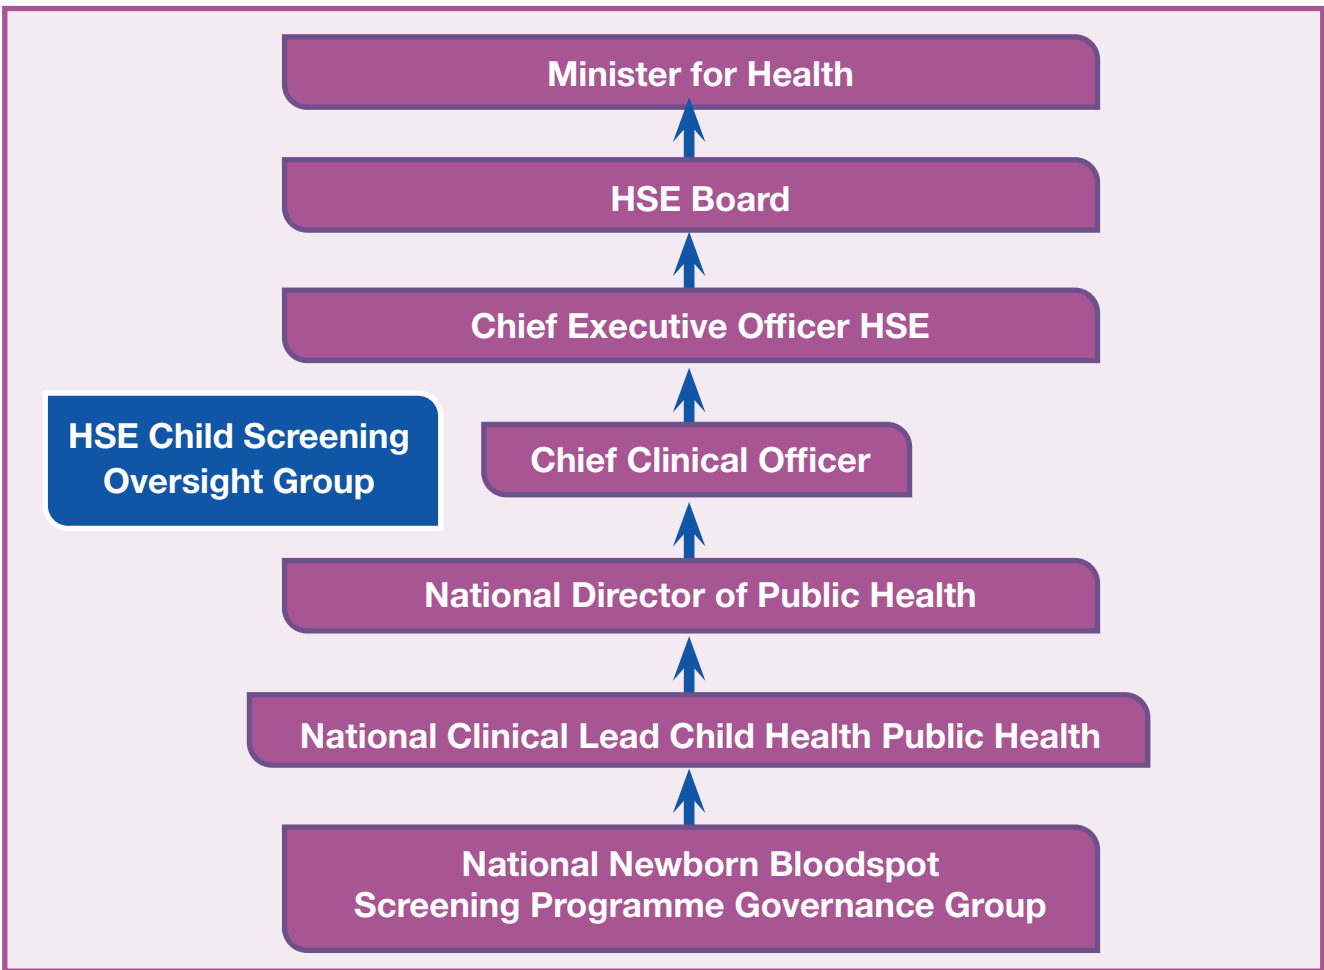 Minister for Health
HSE Board
Chief Executive Officer HSE
HSE Child Screening
Oversight Group
Chief Clinical Officer
National Director of Public Health
National Clinical Lead Child Health Public Health
National Newborn Bloodspot
Screening Programme Governance Group